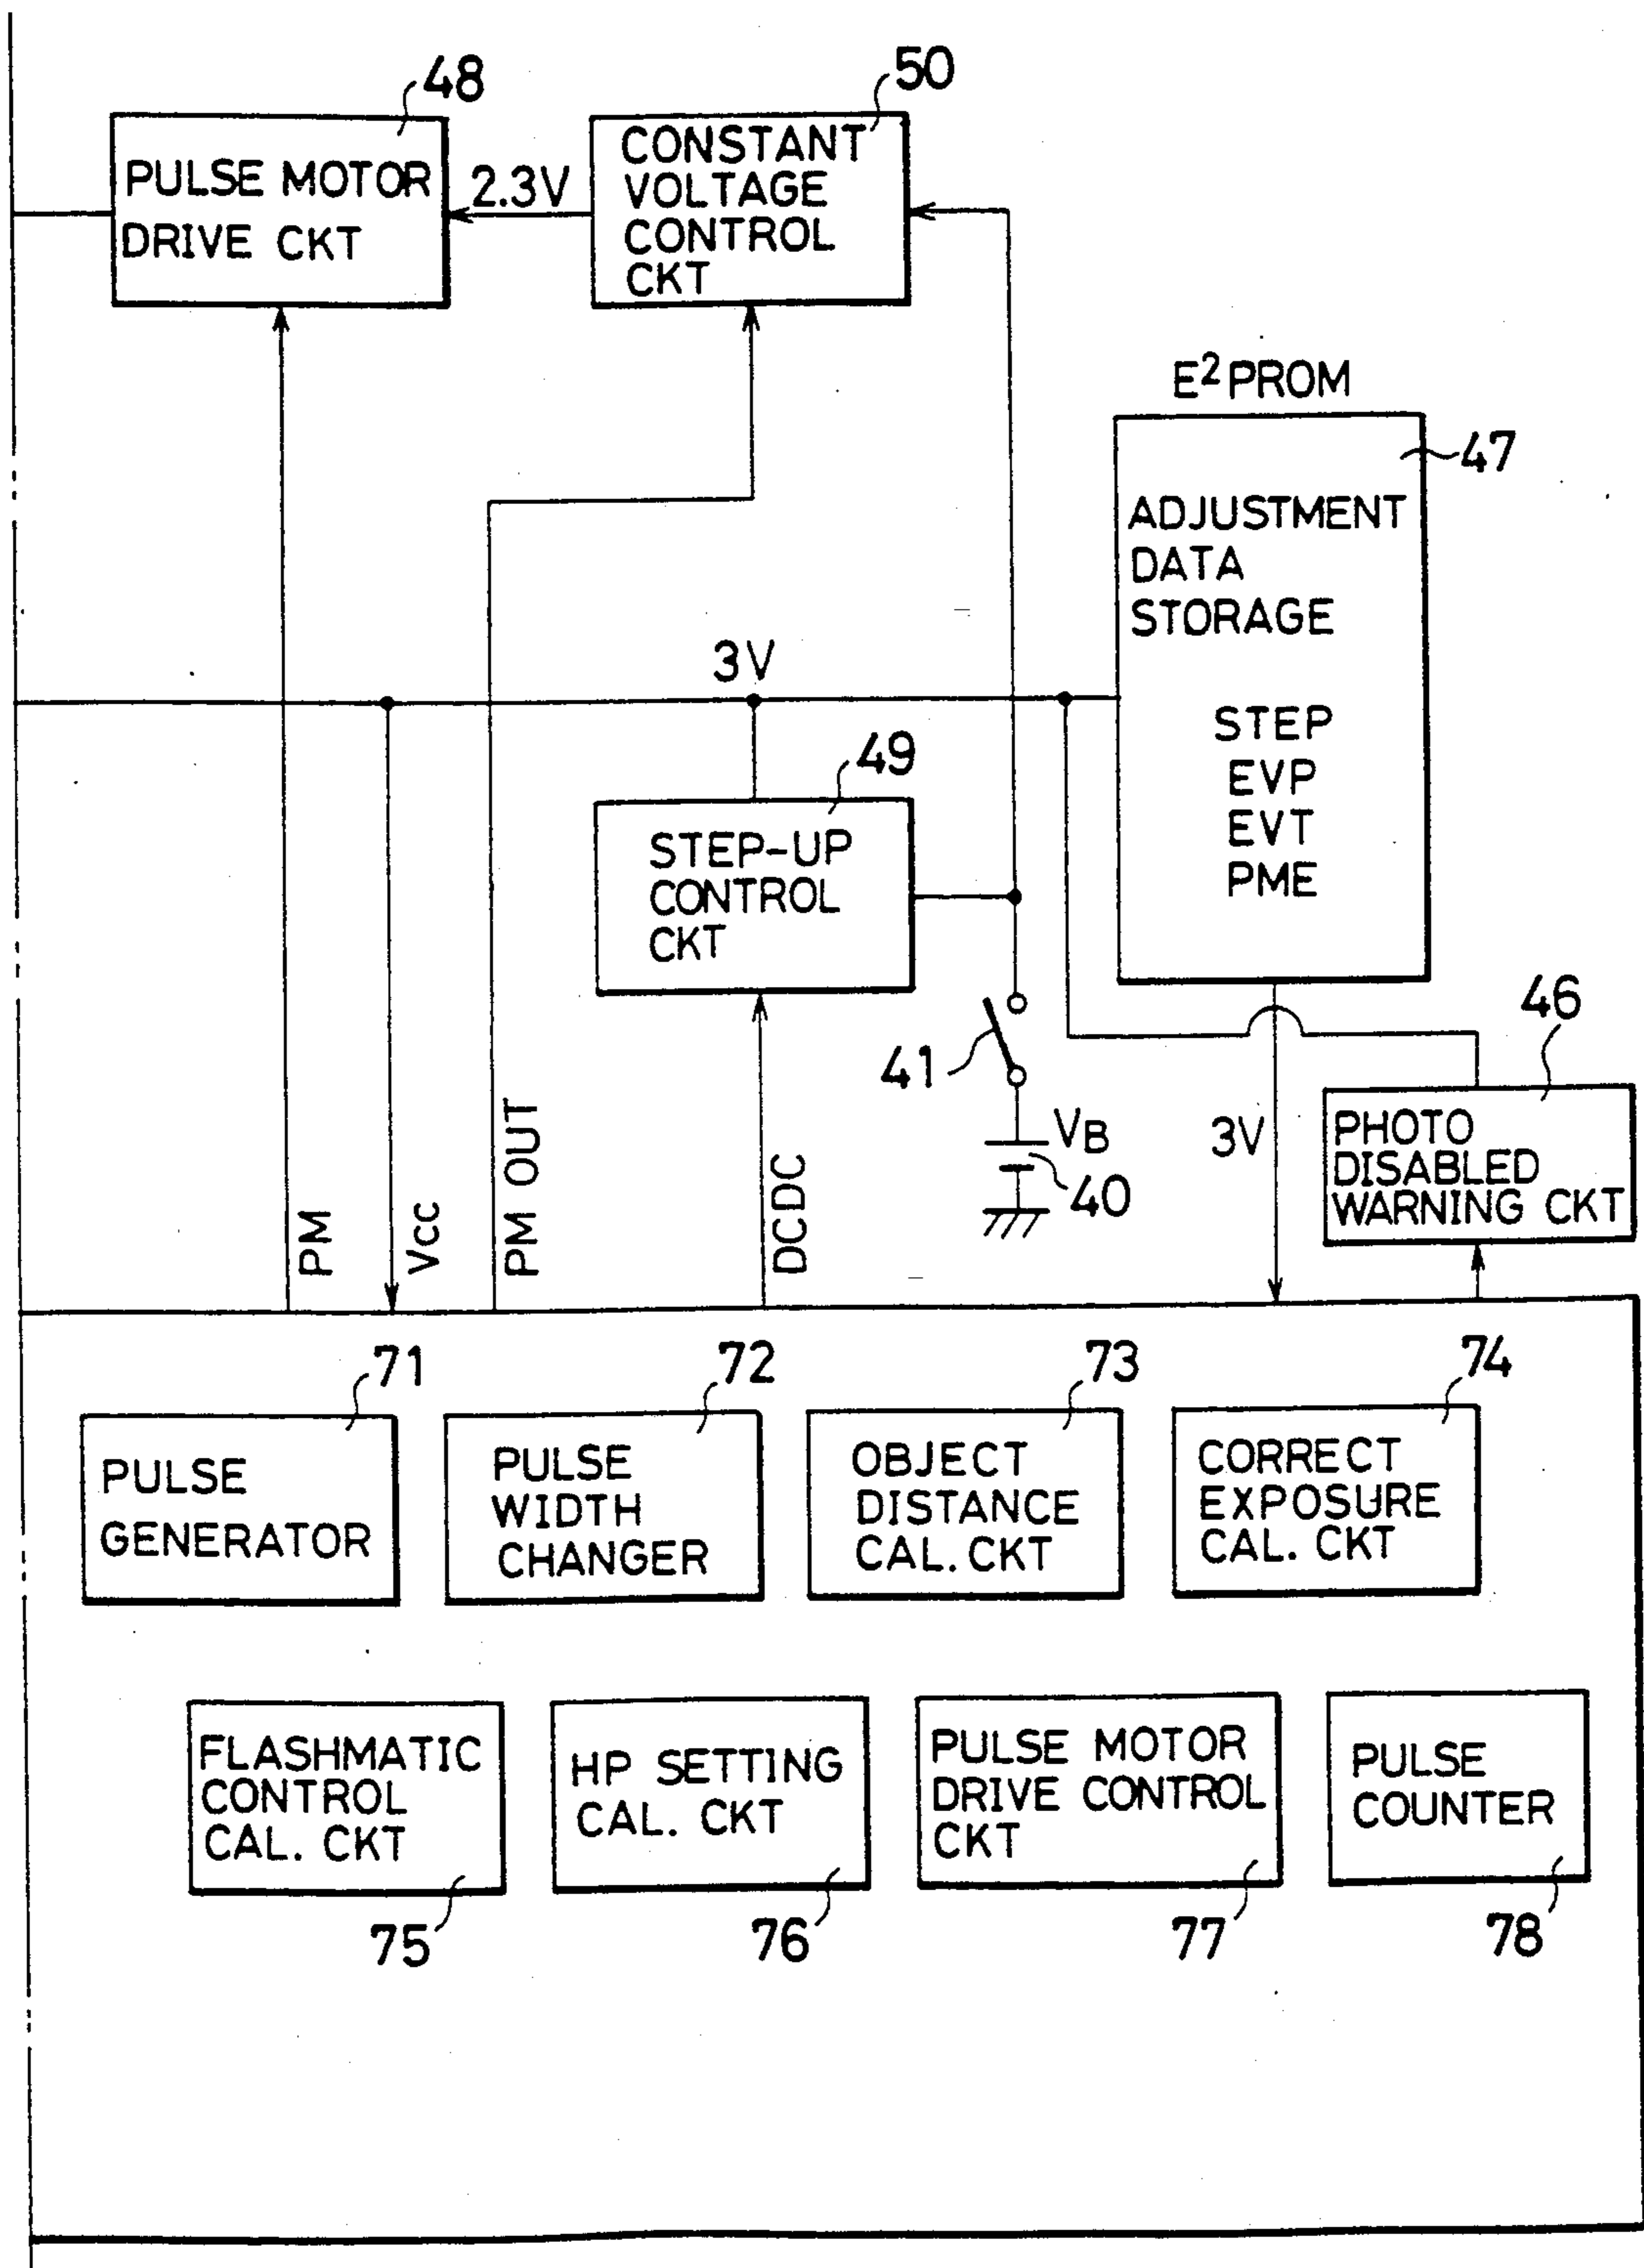 48
PULSE MOTOR
DRIVE CKT
2.3V
50
CONSTANT
VOLTAGE
CONTROL
CKT
E²PROM
47
ADJUSTMENT
DATA
STORAGE
STEP
EVP
EVT
PME
3V
49
STEP-UP
CONTROL
CKT
41
VB
40
46
PHOTO
DISABLED
WARNING CKT
3V
PM
Vcc
PM OUT
DCDC
71
PULSE
GENERATOR
72
PULSE
WIDTH
CHANGER
73
OBJECT
DISTANCE
CAL. CKT
74
CORRECT
EXPOSURE
CAL. CKT
FLASHMATIC
CONTROL
CAL. CKT
75
HP SETTING
CAL. CKT
76
PULSE MOTOR
DRIVE CONTROL
CKT
77
PULSE
COUNTER
78